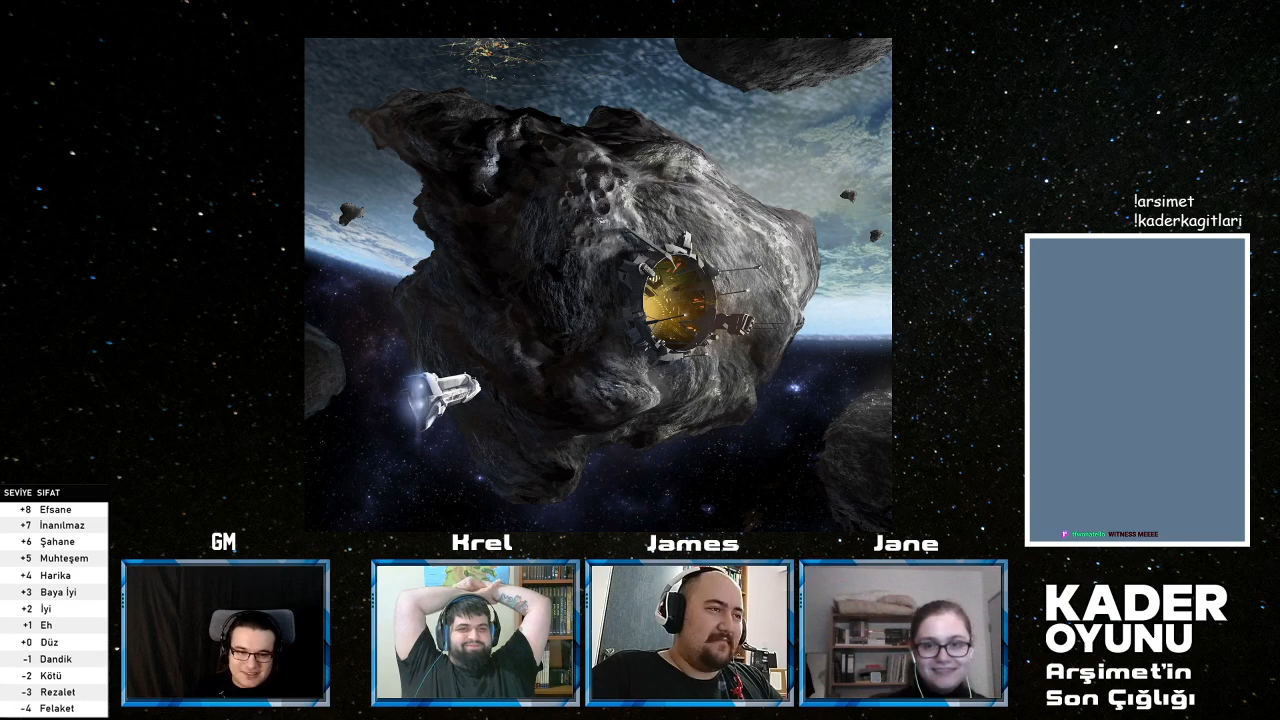 !arsimet
!kaderkagitlari
WITNESS MEEEE
SEVİYE SIFAT
+8 Efsane
+7 İnanılmaz
+6 Şahane
+5 Muhteşem
+4 Harika
+3 Baya İyi
+2 İyi
+1 Eh
+0 Düz
-1 Dandik
-2 Kötü
-3 Rezalet
-4 Felaket
GM
Krel
James
Jane
KADER
OYUNU
Arşimet'in
Son Çığlığı